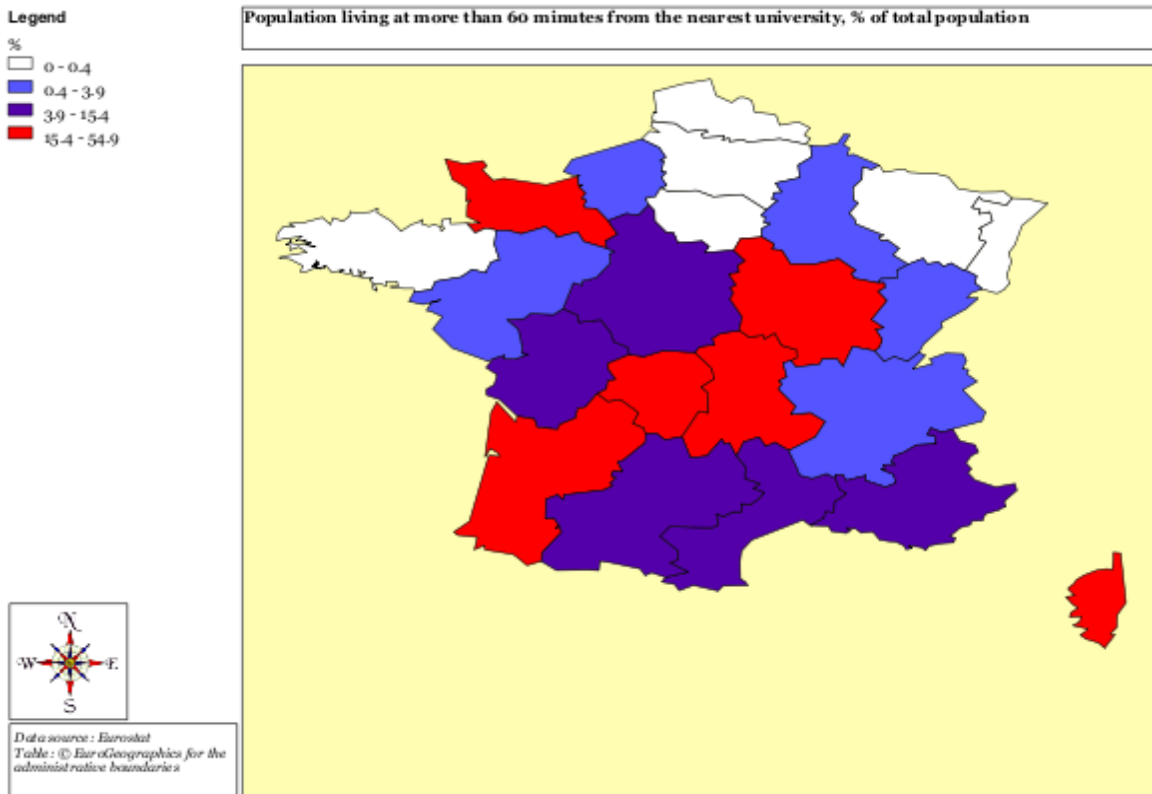 Legend
%
0 - 0.4
0.4 - 3.9
3.9 - 15.4
15.4 - 54.9
Population living at more than 60 minutes from the nearest university, % of total population
N
W
E
S
Data source : Eurostat
Table : © EuroGeographics for the
administrative boundaries